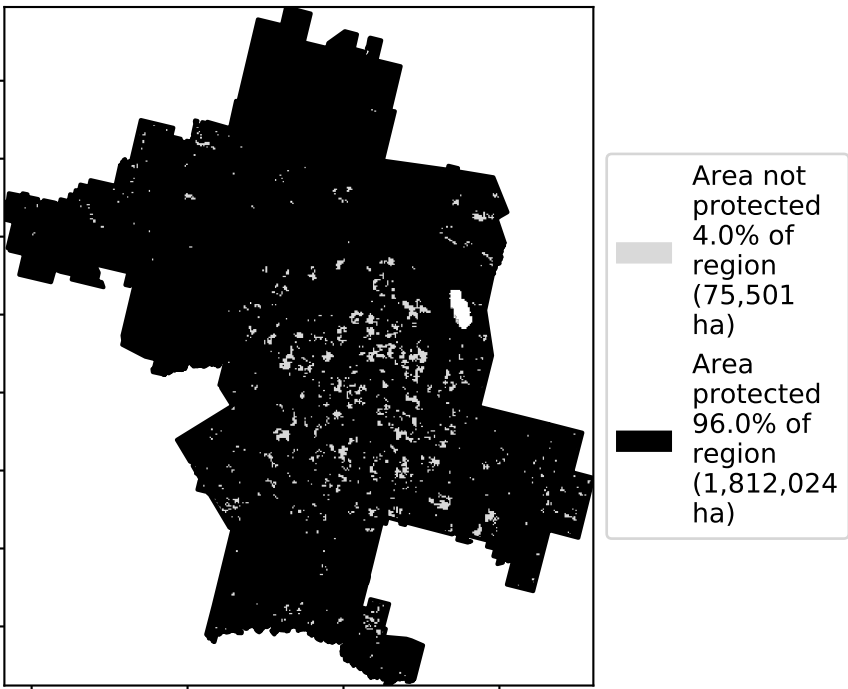 Area not
protected
4.0% of
region
(75,501
ha)
Area
protected
96.0% of
region
(1,812,024
ha)